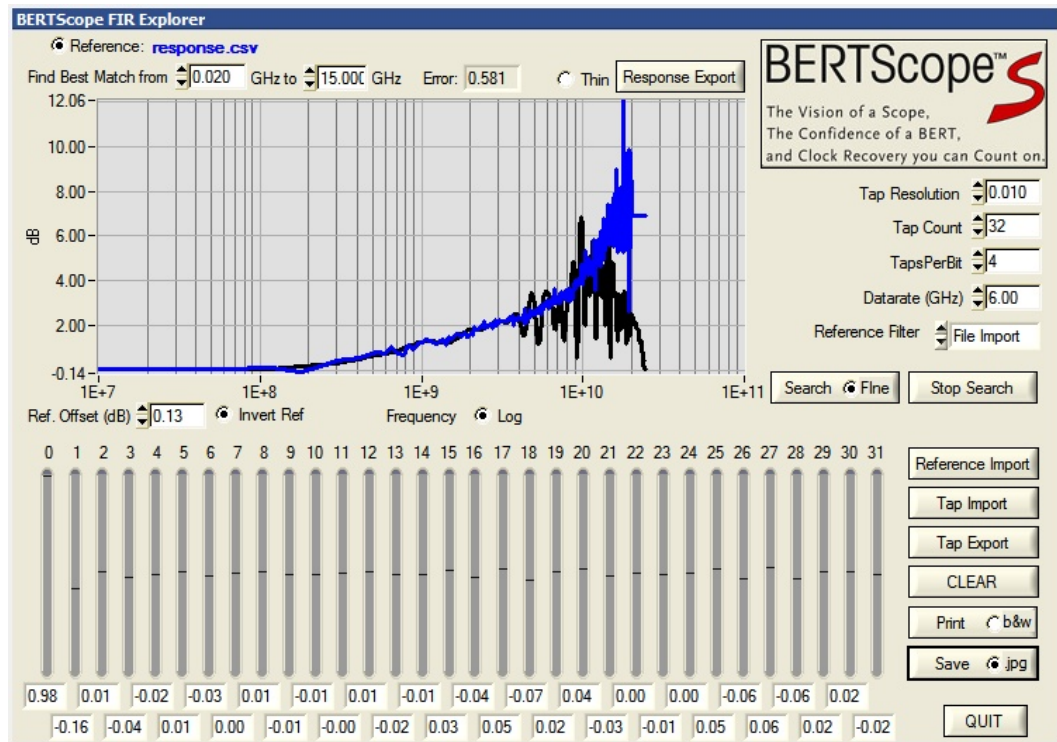 BERTScope FIR Explorer
Reference: response.csv
Find Best Match from 0.020 GHz to 15.000 GHz Error: 0.581 Thin Response Export
BERTScope™ S
The Vision of a Scope,
The Confidence of a BERT,
and Clock Recovery you can Count on.
12.06
10.00
8.00
6.00
4.00
2.00
-0.14
dB
1E+7 1E+8 1E+9 1E+10 1E+11
Tap Resolution 0.010
Tap Count 32
TapsPerBit 4
Datarate (GHz) 6.00
Reference Filter File Import
Search FIne Stop Search
Ref. Offset (dB) 0.13 Invert Ref Frequency Log
0 1 2 3 4 5 6 7 8 9 10 11 12 13 14 15 16 17 18 19 20 21 22 23 24 25 26 27 28 29 30 31
Reference Import
Tap Import
Tap Export
CLEAR
Print b&w
Save .jpg
0.98 0.01 -0.02 -0.03 0.01 -0.01 0.01 -0.01 -0.04 -0.07 0.04 0.00 0.00 -0.06 -0.06 0.02
-0.16 -0.04 0.01 0.00 -0.01 -0.00 -0.02 0.03 0.05 0.02 -0.03 -0.01 0.05 0.06 0.02 -0.02
QUIT